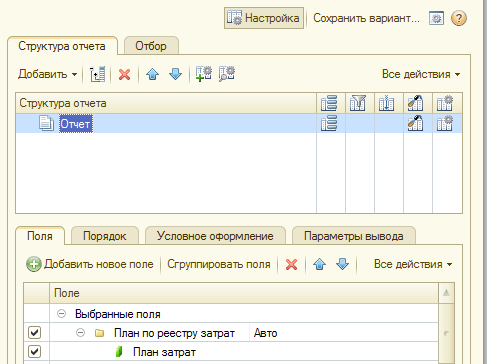 Настройка Сохранить вариант... ?
Структура отчета Отбор
Добавить Все действия
Структура отчета
Отчет
Поля Порядок Условное оформление Параметры вывода
Добавить новое поле Сгруппировать поля Все действия
Поле
Выбранные поля
План по реестру затрат Авто
План затрат